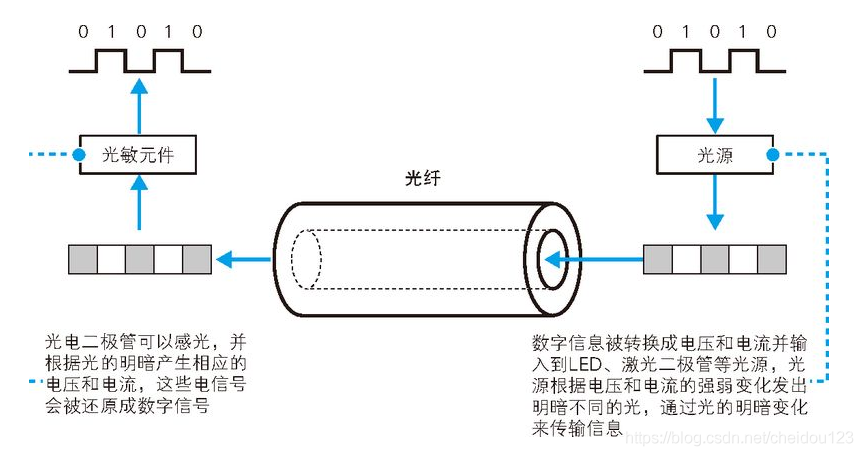 0 1 0 1 0
0 1 0 1 0
光敏元件
光源
光纤
光电二极管可以感光，并
根据光的明暗产生相应的
电压和电流，这些电信号
会被还原成数字信号
数字信息被转换成电压和电流并输
入到LED、激光二极管等光源，光
源根据电压和电流的强弱变化发出
明暗不同的光，通过光的明暗变化
来传输信息
https://blog.csdn.net/cheidou123